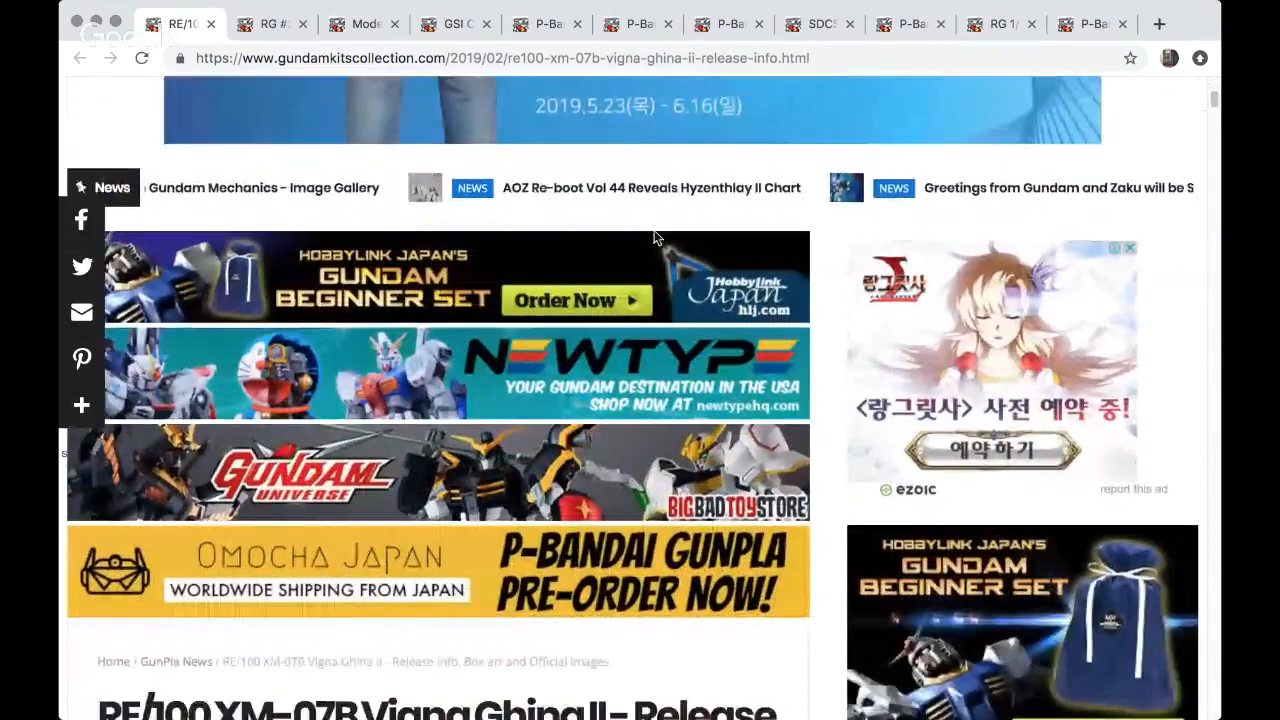 RE/10
RG #
Mode
GSI C
P-Ba
P-Ba
P-Ba
SDCS
P-Ba
RG 1/
P-Ba
Google
https://www.gundamkitscollection.com/2019/02/re100-xm-07b-vigna-ghina-ii-release-info.html
2019.5.23(목) - 6.16(일)
News
Gundam Mechanics - Image Gallery
NEWS
AOZ Re-boot Vol 44 Reveals Hyzenthlay II Chart
NEWS
Greetings from Gundam and Zaku will be S
HOBBYLINK JAPAN'S
GUNDAM
BEGINNER SET
Order Now
HobbyLink
Japan
hlj.com
NEWTYPE
YOUR GUNDAM DESTINATION IN THE USA
SHOP NOW AT newtypehq.com
GUNDAM
UNIVERSE
BIGBADTOYSTORE
OMOCHA JAPAN
WORLDWIDE SHIPPING FROM JAPAN
P-BANDAI GUNPLA
PRE-ORDER NOW!
랑그릿사
<랑그릿사> 사전 예약 중!
예약하기
ezoic
report this ad
HOBBYLINK JAPAN'S
GUNDAM
BEGINNER SET
Home / GunPla News / RE/100 XM-07B Vigna Ghina II - Release Info, Box art and Official Images
RE/100 XM-07B Vigna Ghina II - Release